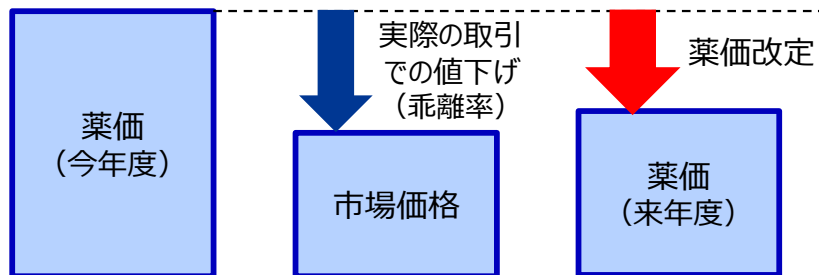 薬価
（今年度）
実際の取引
での値下げ
（乖離率）
市場価格
薬価改定
薬価
（来年度）